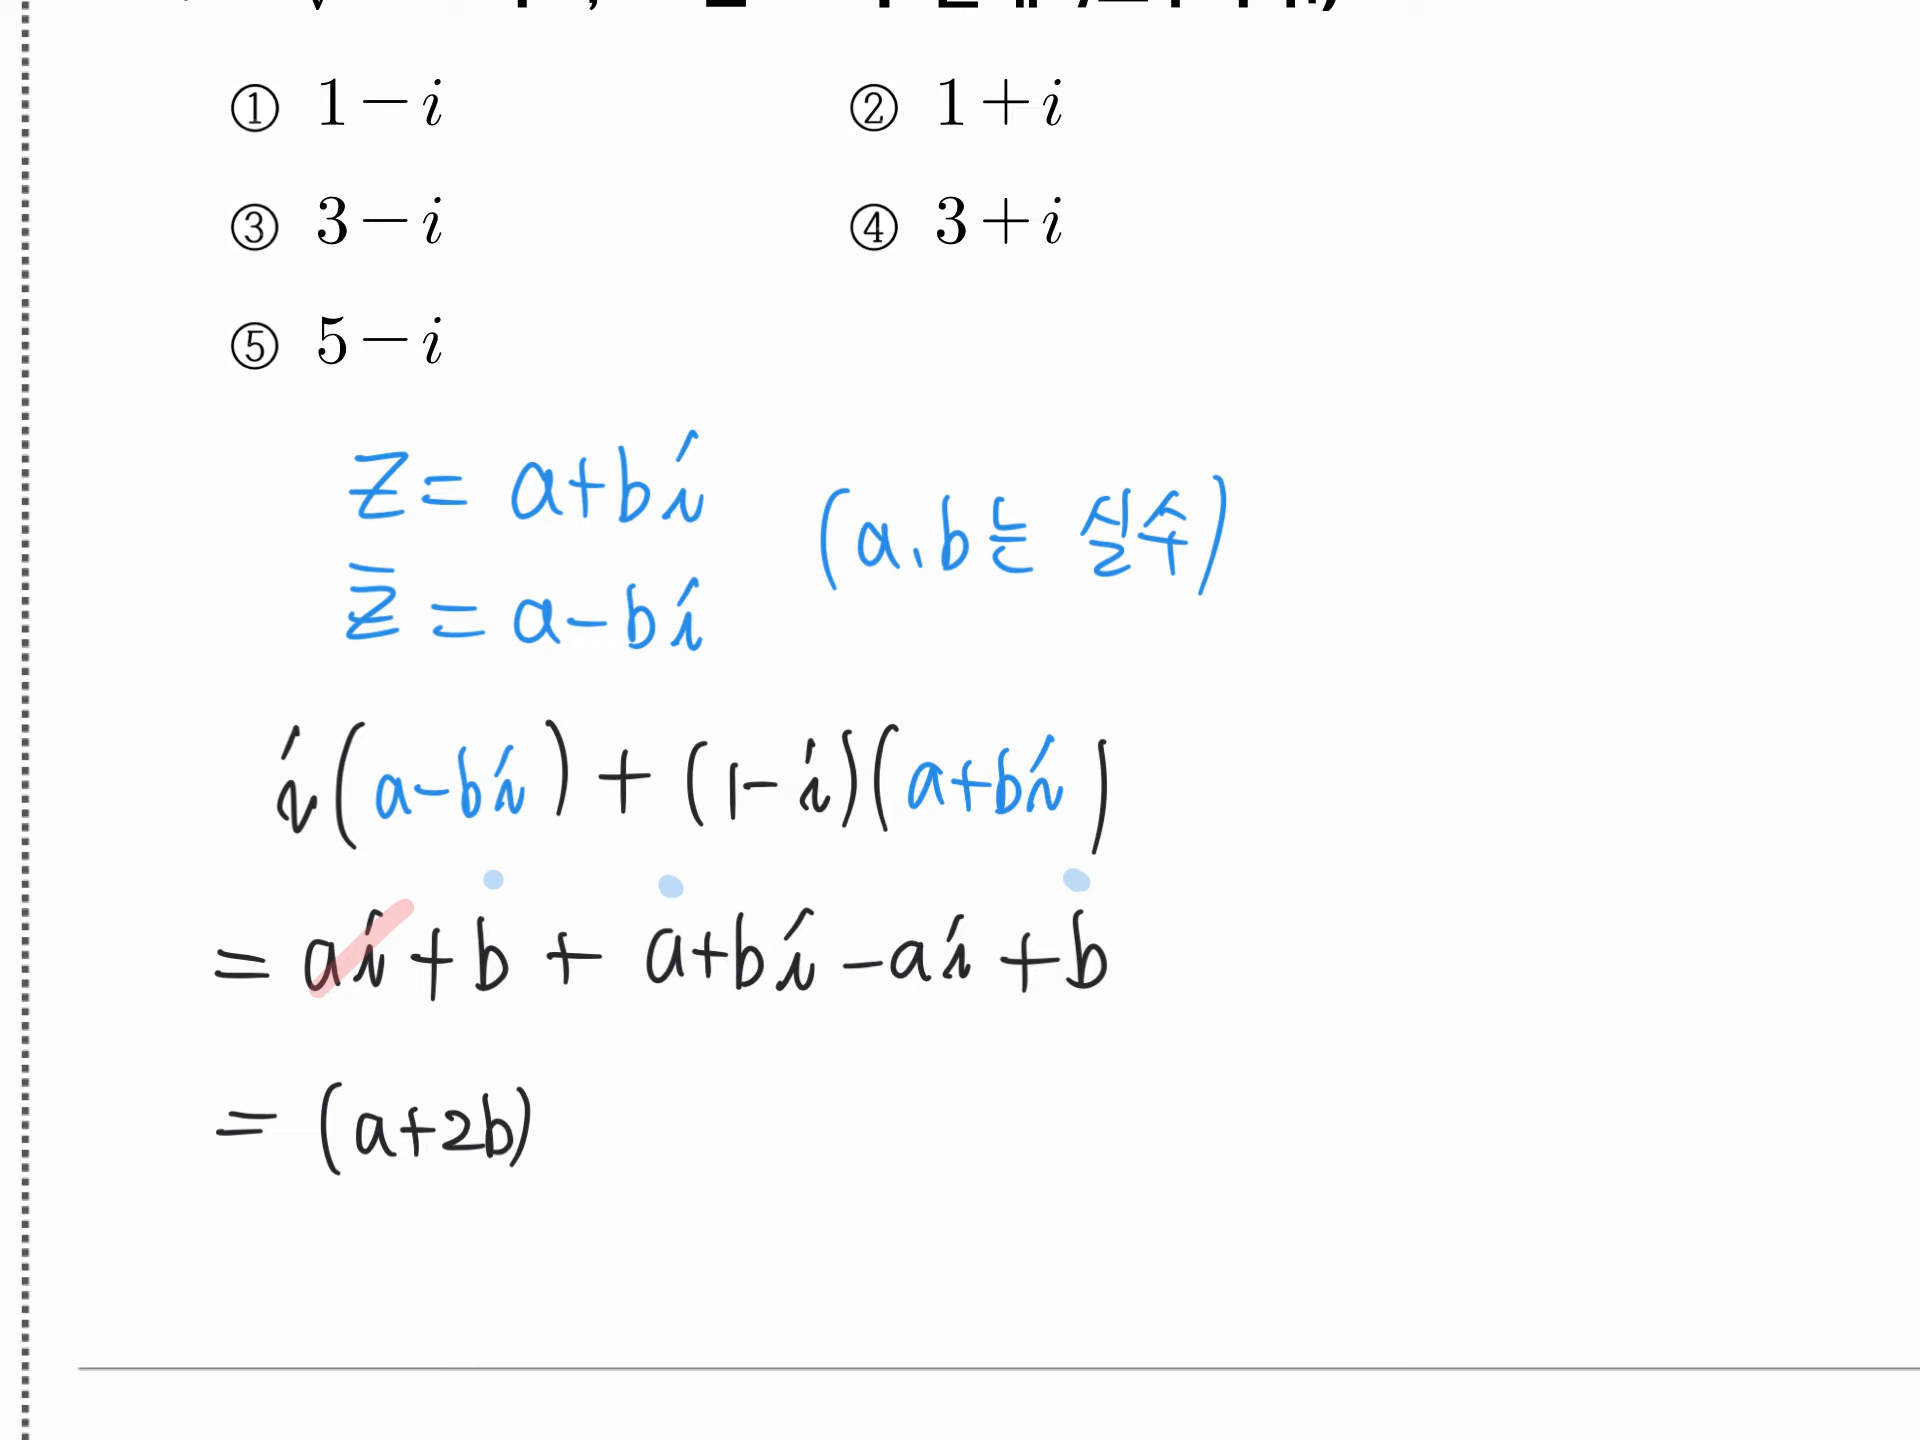 ① 1－i ② 1＋i
③ 3－i ④ 3＋i
⑤ 5－i
z = a+bi (a, b는 실수)
z̄ = a-bi
i(a-bi) + (1-i)(a+bi)
= ai+b + a+bi -ai +b
= (a+2b)